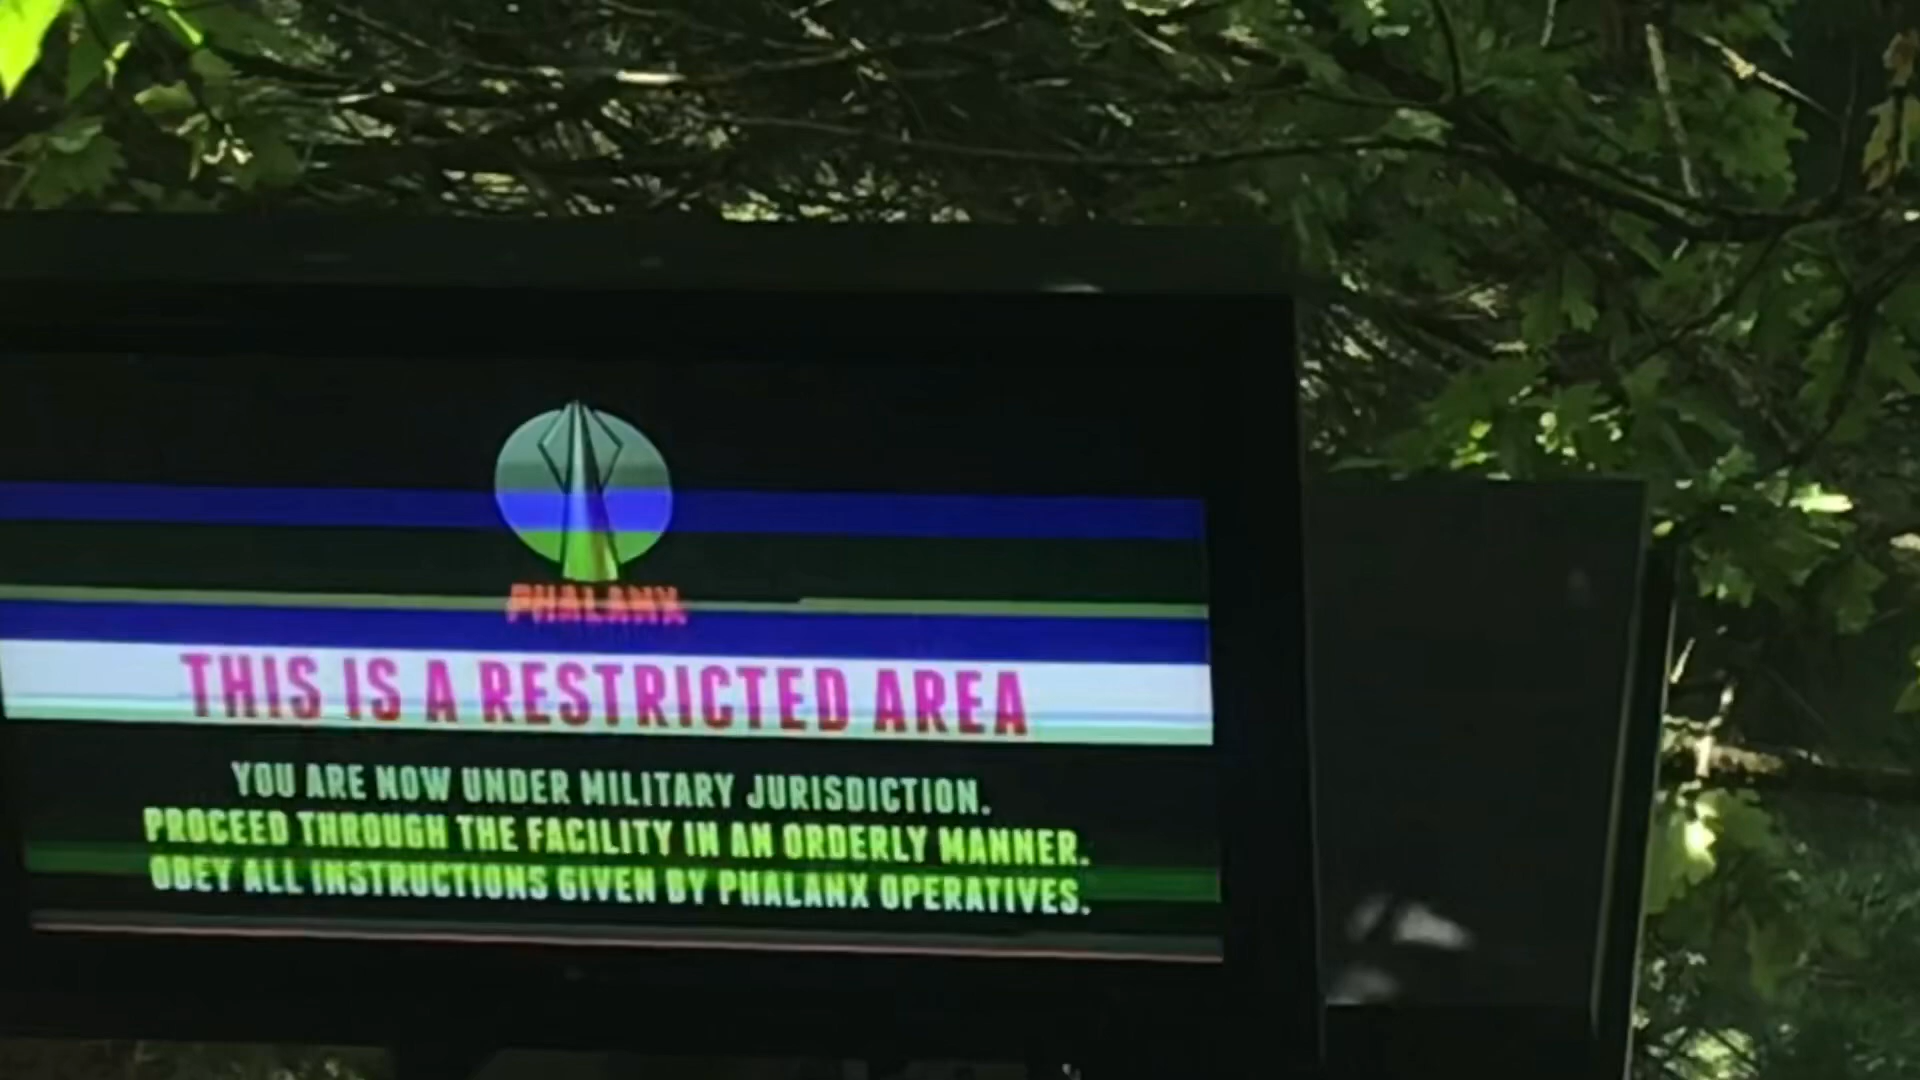 PHALANX
THIS IS A RESTRICTED AREA
YOU ARE NOW UNDER MILITARY JURISDICTION.
PROCEED THROUGH THE FACILITY IN AN ORDERLY MANNER.
OBEY ALL INSTRUCTIONS GIVEN BY PHALANX OPERATIVES.